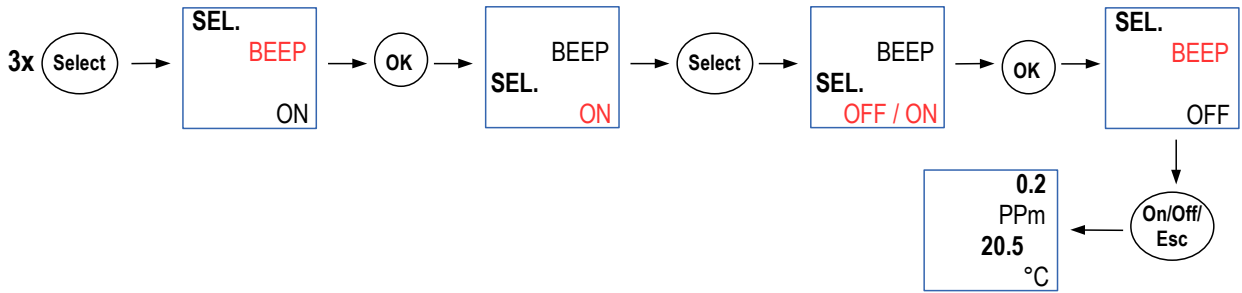 3x
Select
SEL.
BEEP
ON
OK
BEEP
SEL.
ON
Select
BEEP
SEL.
OFF / ON
OK
SEL.
BEEP
OFF
On/Off/
Esc
0.2
PPm
20.5
°C